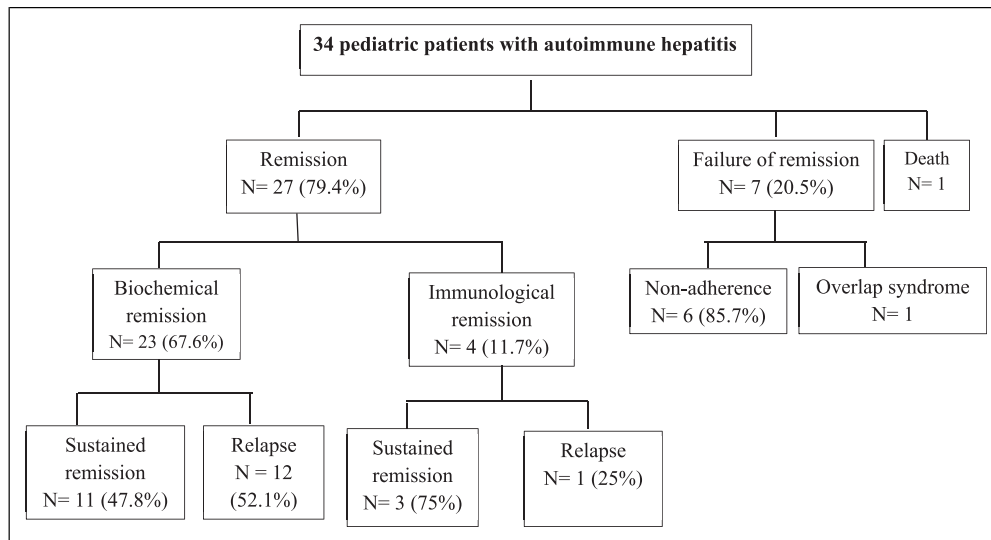 34 pediatric patients with autoimmune hepatitis
Remission
N= 27 (79.4%)
Failure of remission
N= 7 (20.5%)
Death
N= 1
Biochemical
remission
N= 23 (67.6%)
Immunological
remission
N= 4 (11.7%)
Non-adherence
N= 6 (85.7%)
Overlap syndrome
N= 1
Sustained
remission
N= 11 (47.8%)
Relapse
N = 12
(52.1%)
Sustained
remission
N= 3 (75%)
Relapse
N= 1 (25%)